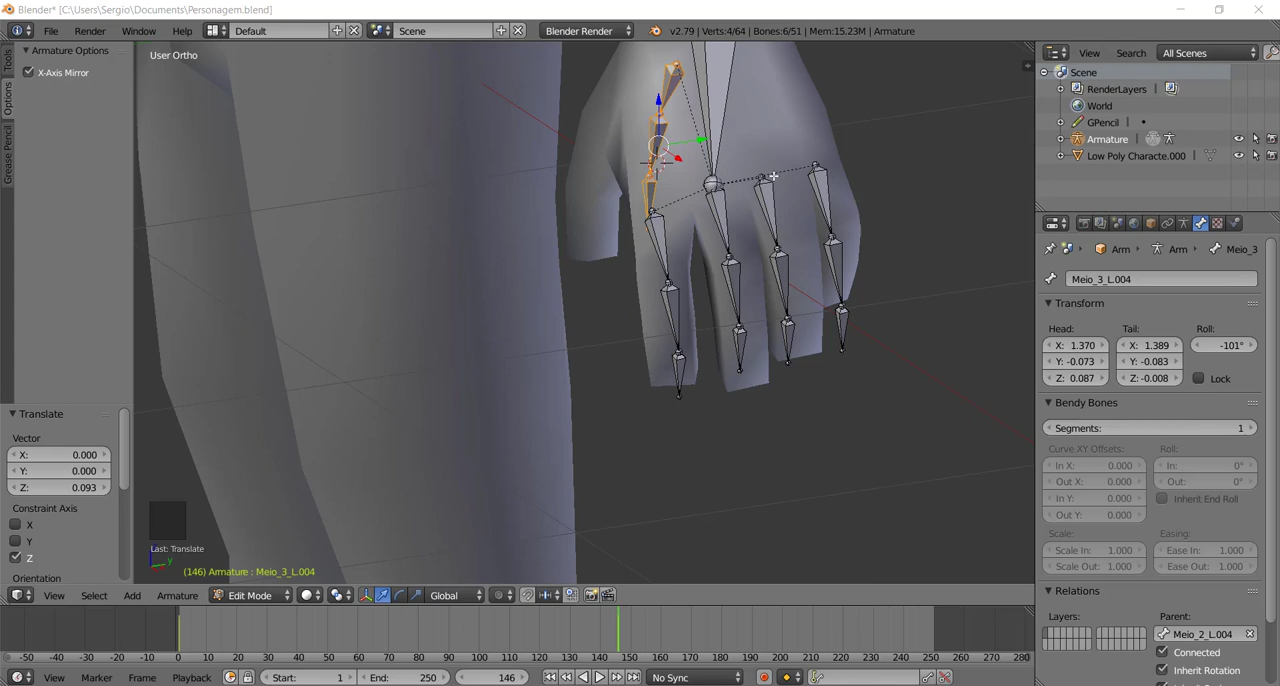 Blender* [C:\Users\Sergio\Documents\Personagem.blend]
File Render Window Help Default Scene Blender Render v2.79 | Verts:4/64 | Bones:6/51 | Mem:15.23M | Armature
Armature Options
X-Axis Mirror
Tools
Options
Grease Pencil
User Ortho
View Search All Scenes
Scene
RenderLayers
World
GPencil
Armature
Low Poly Characte.000
Arm Arm Meio_3
Meio_3_L.004
Transform
Head: Tail: Roll:
X: 1.370 X: 1.389 -101°
Y: -0.073 Y: -0.083
Z: 0.087 Z: -0.008 Lock
Bendy Bones
Segments: 1
Curve XY Offsets: Roll:
In X: 0.000 In: 0°
Out X: 0.000 Out: 0°
In Y: 0.000 Inherit End Roll
Out Y: 0.000
Scale: Easing:
Scale In: 1.000 Ease In: 1.000
Scale Out: 1.000 Ease Out: 1.000
Relations
Layers: Parent:
Meio_2_L.004
Connected
Inherit Rotation
Translate
Vector
X: 0.000
Y: 0.000
Z: 0.093
Constraint Axis
X
Y
Z
Orientation
Last: Translate
y
(146) Armature : Meio_3_L.004
View Select Add Armature Edit Mode Global
-50 -40 -30 -20 -10 0 10 20 30 40 50 60 70 80 90 100 110 120 130 140 150 160 170 180 190 200 210 220 230 240 250 260 270 280
View Marker Frame Playback Start: 1 End: 250 146 No Sync